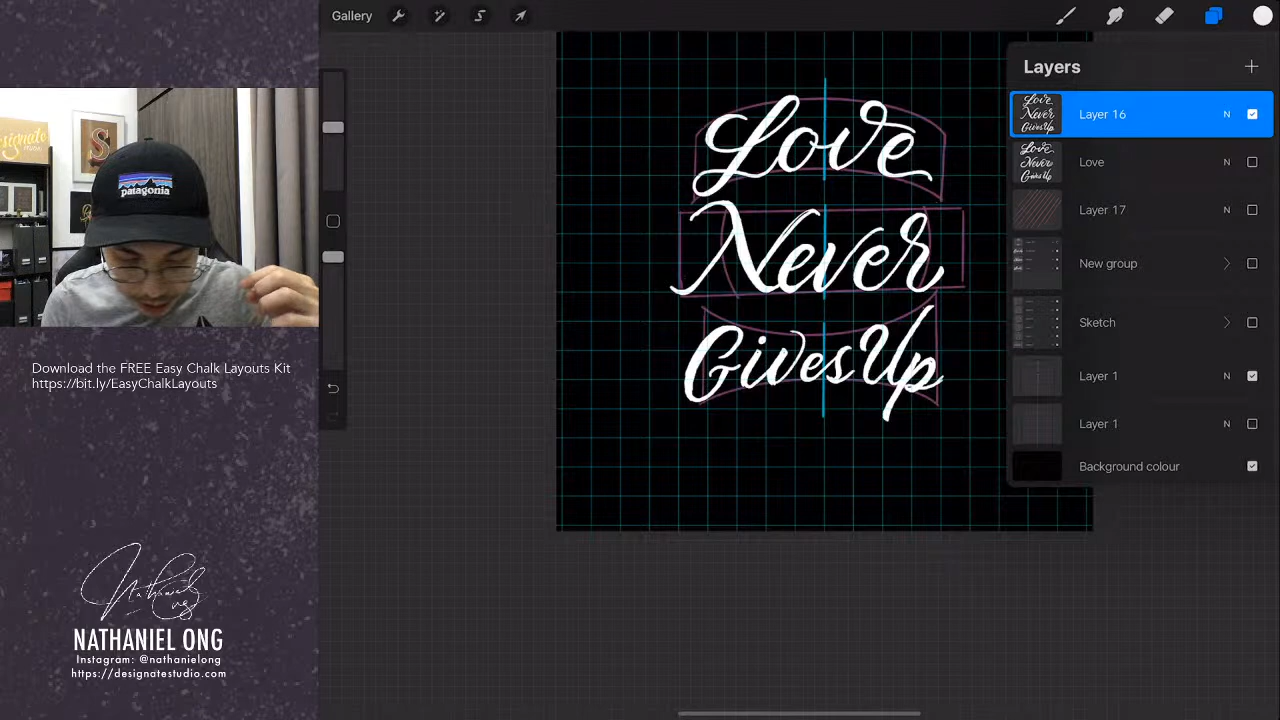 Gallery
Layers
Layer 16 N
Love N
Layer 17 N
New group
Sketch
Layer 1 N
Layer 1 N
Background colour
Love
Never
Gives Up
patagonia
S
Download the FREE Easy Chalk Layouts Kit
https://bit.ly/EasyChalkLayouts
NATHANIEL ONG
Instagram: @nathanielong
https://designatestudio.com